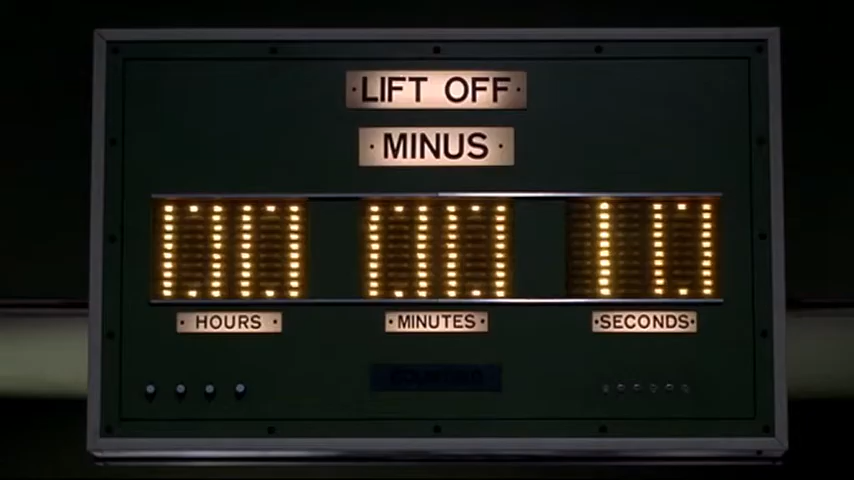 LIFT OFF
MINUS
00 00 10
HOURS MINUTES SECONDS